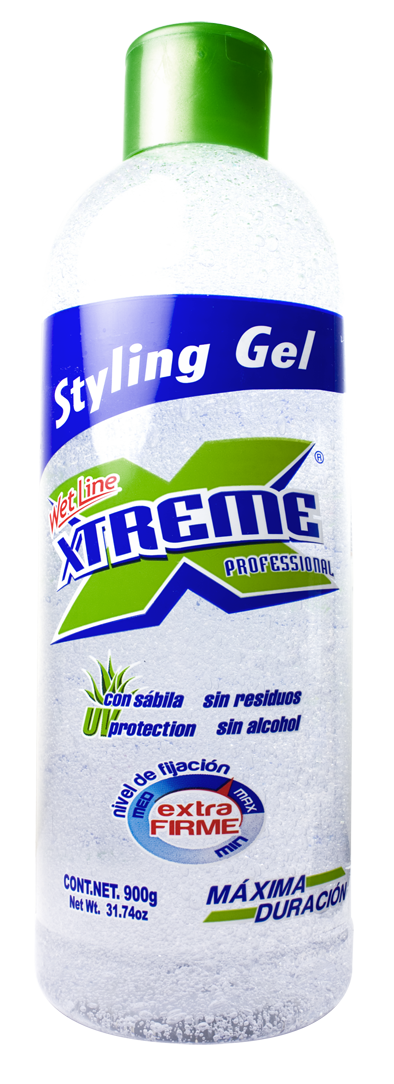 Styling Gel
Wet Line
XTREME
®
PROFESSIONAL
con sábila sin residuos
UV protection sin alcohol
nivel de fijación
MED MAX
extra
FIRME
min
CONT.NET. 900g
Net Wt. 31.74oz
MÁXIMA
DURACIÓN